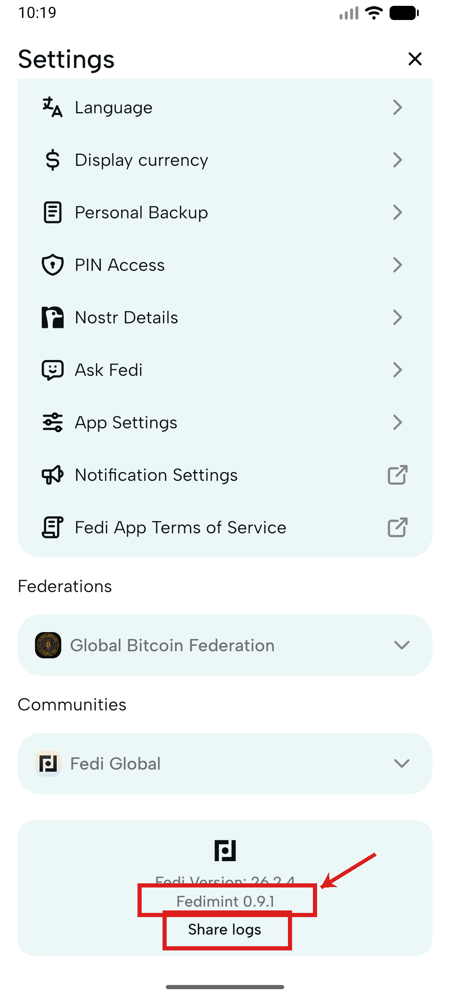 10:19
Settings
Language
Display currency
Personal Backup
PIN Access
Nostr Details
Ask Fedi
App Settings
Notification Settings
Fedi App Terms of Service
Federations
Global Bitcoin Federation
Communities
Fedi Global
Fedi Version: 26.2.4
Fedimint 0.9.1
Share logs